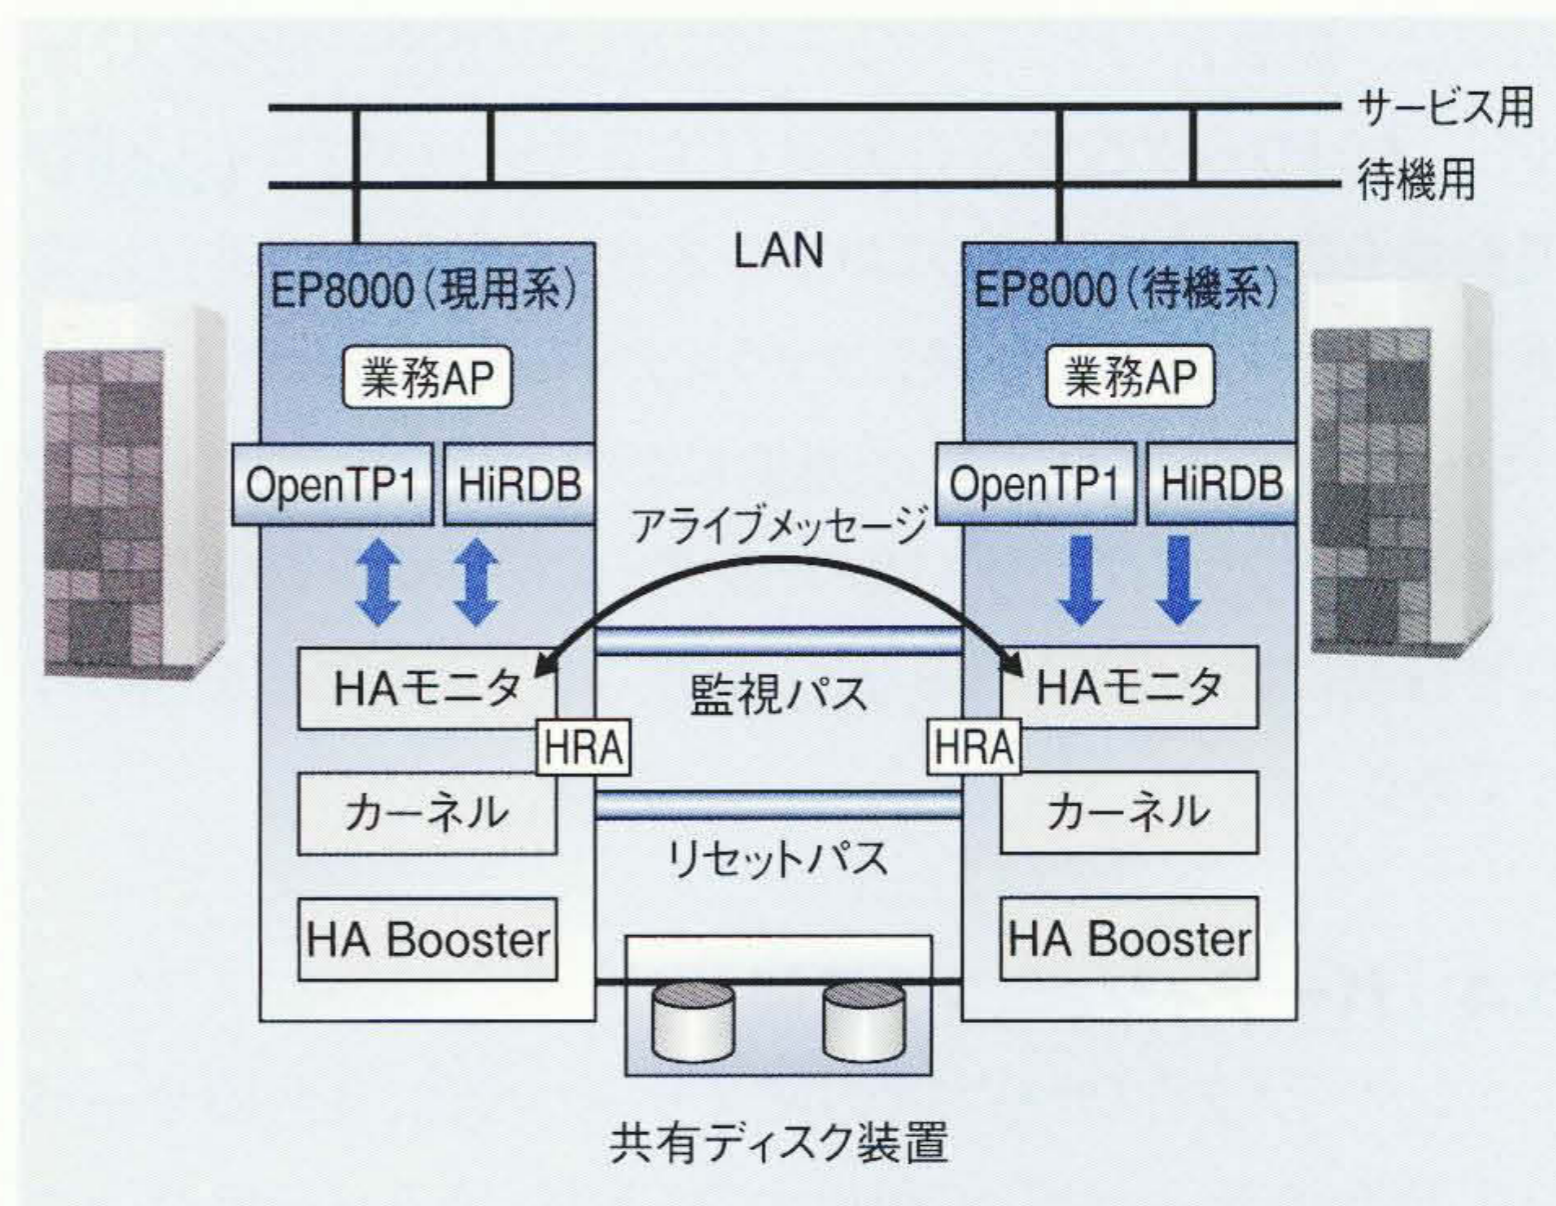 サービス用
待機用
LAN
EP8000（現用系）
業務AP
OpenTP1
HiRDB
EP8000（待機系）
業務AP
OpenTP1
HiRDB
アライブメッセージ
HAモニタ
監視パス
HAモニタ
HRA
HRA
カーネル
リセットパス
カーネル
HA Booster
HA Booster
共有ディスク装置